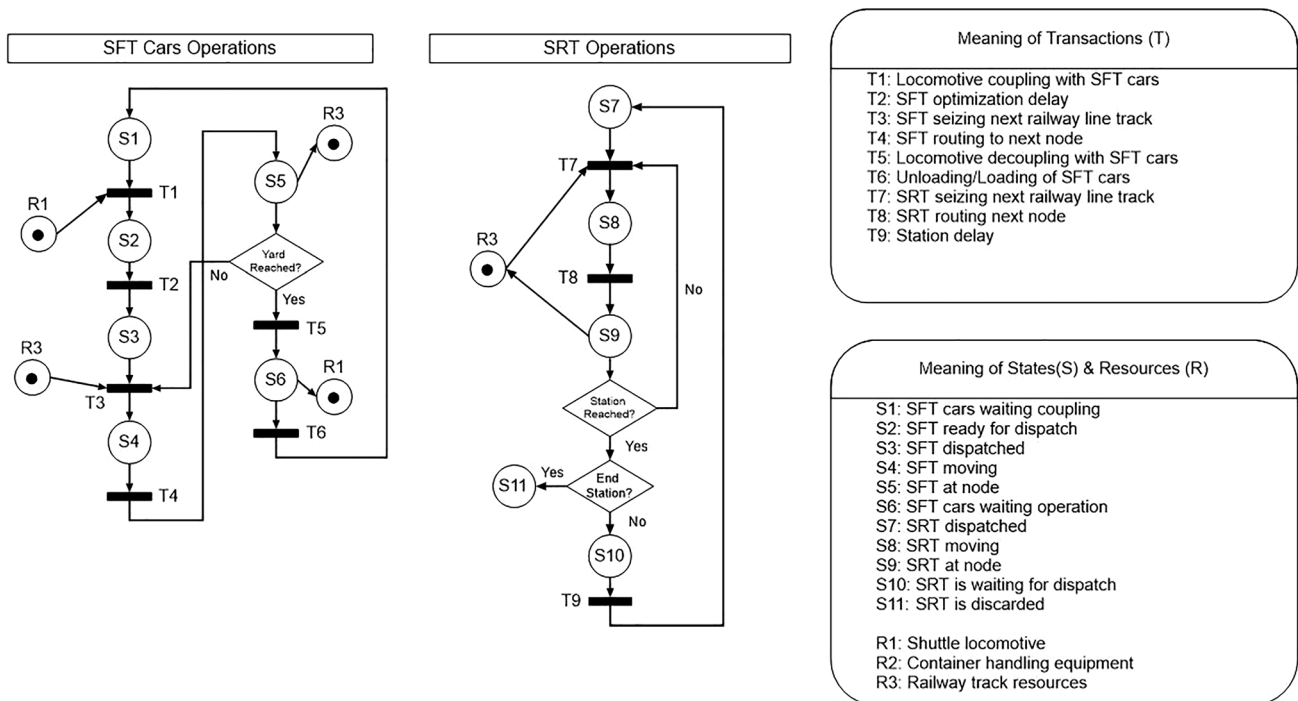 SFT Cars Operations
S1
R1
T1
S2
T2
S3
R3
T3
S4
T4
R3
S5
Yard
Reached?
No
Yes
T5
S6
R1
T6
SRT Operations
S7
T7
S8
R3
T8
No
S9
Station
Reached?
Yes
End
Station?
Yes
S11
No
S10
T9
Meaning of Transactions (T)
T1: Locomotive coupling with SFT cars
T2: SFT optimization delay
T3: SFT seizing next railway line track
T4: SFT routing to next node
T5: Locomotive decoupling with SFT cars
T6: Unloading/Loading of SFT cars
T7: SRT seizing next railway line track
T8: SRT routing next node
T9: Station delay
Meaning of States(S) & Resources (R)
S1: SFT cars waiting coupling
S2: SFT ready for dispatch
S3: SFT dispatched
S4: SFT moving
S5: SFT at node
S6: SFT cars waiting operation
S7: SRT dispatched
S8: SRT moving
S9: SRT at node
S10: SRT is waiting for dispatch
S11: SRT is discarded
R1: Shuttle locomotive
R2: Container handling equipment
R3: Railway track resources